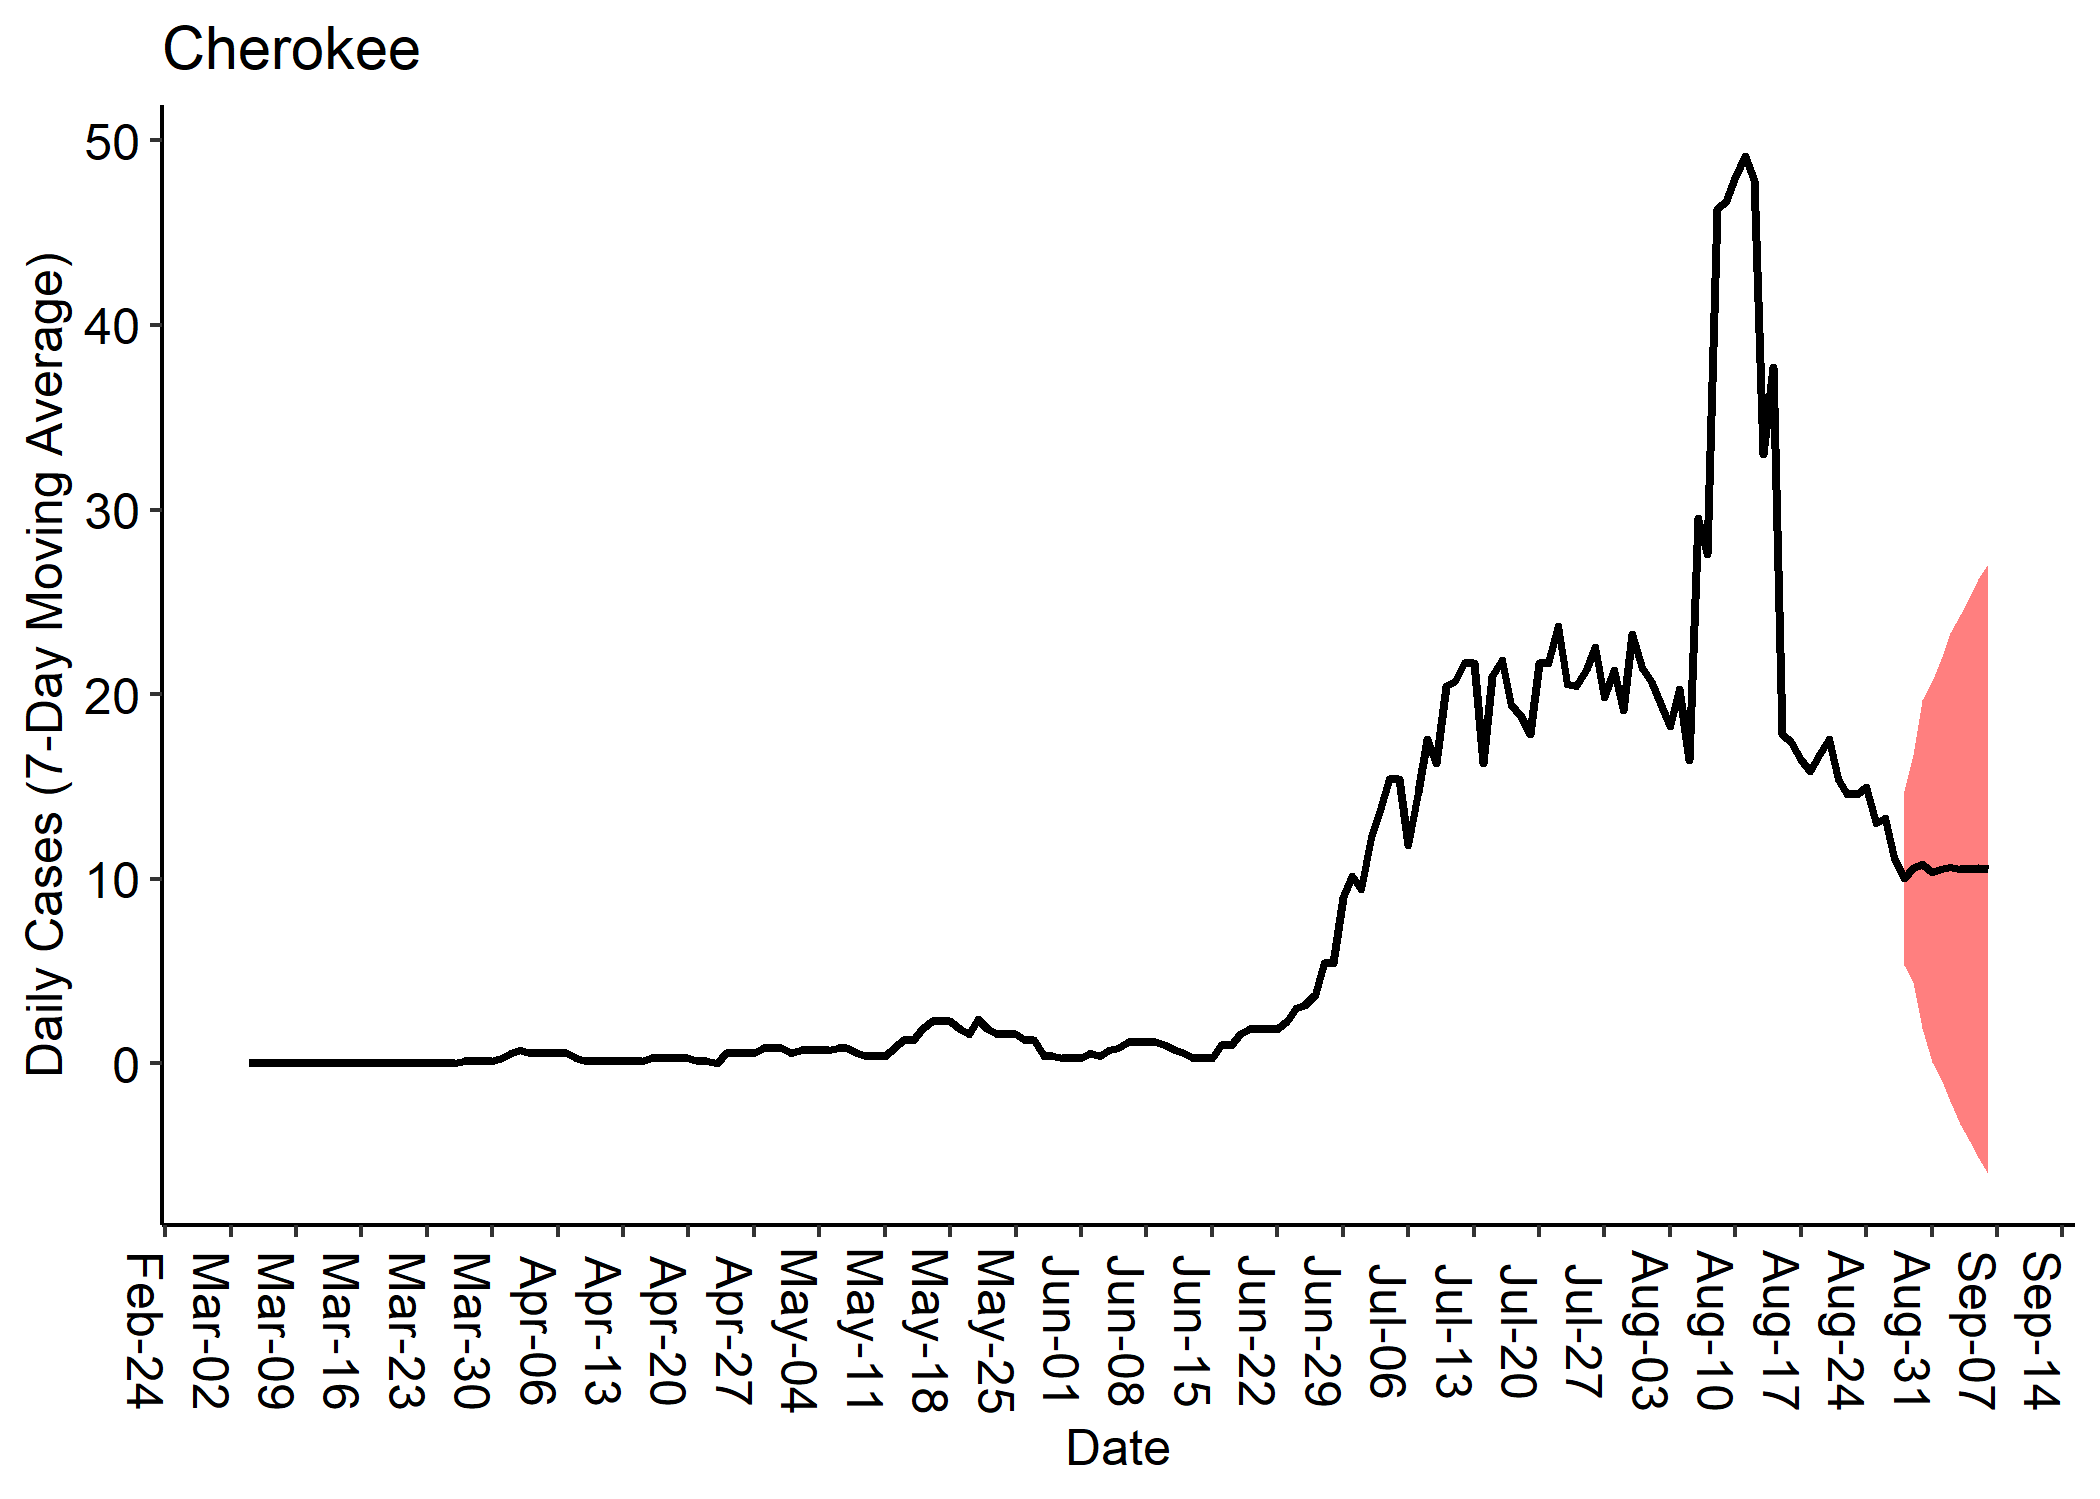 Cherokee
Daily Cases (7-Day Moving Average)
50
40
30
20
10
0
Feb-24
Mar-02
Mar-09
Mar-16
Mar-23
Mar-30
Apr-06
Apr-13
Apr-20
Apr-27
May-04
May-11
May-18
May-25
Jun-01
Jun-08
Jun-15
Jun-22
Jun-29
Jul-06
Jul-13
Jul-20
Jul-27
Aug-03
Aug-10
Aug-17
Aug-24
Aug-31
Sep-07
Sep-14
Date